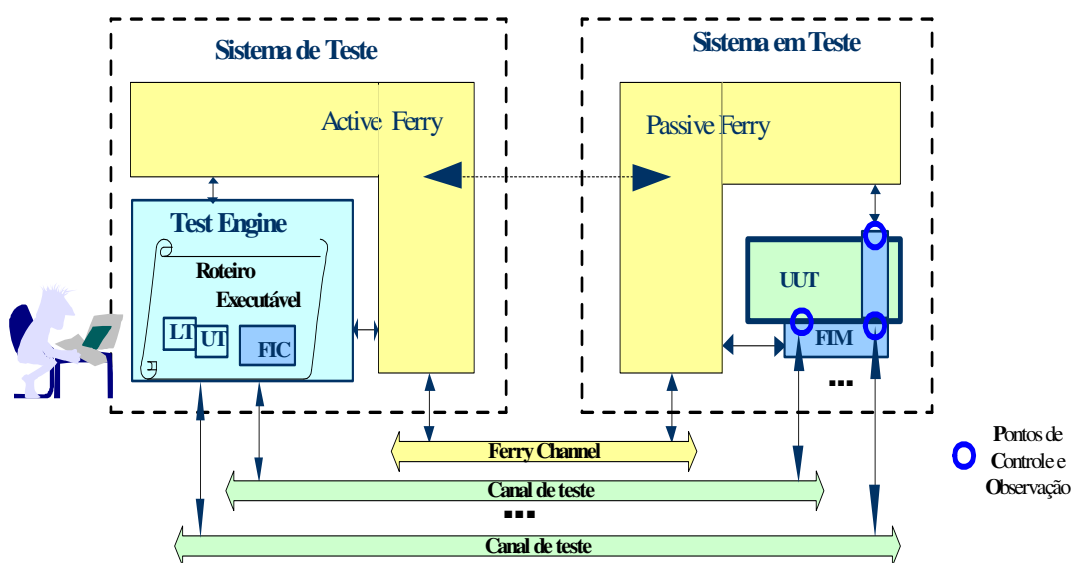 Sistema de Teste
Sistema em Teste
Active Ferry
Passive Ferry
Test Engine
Roteiro
Executável
LT
UT
FIC
UUT
FIM
...
Ferry Channel
Canal de teste
...
Canal de teste
Pontos de
Controle e
Observação